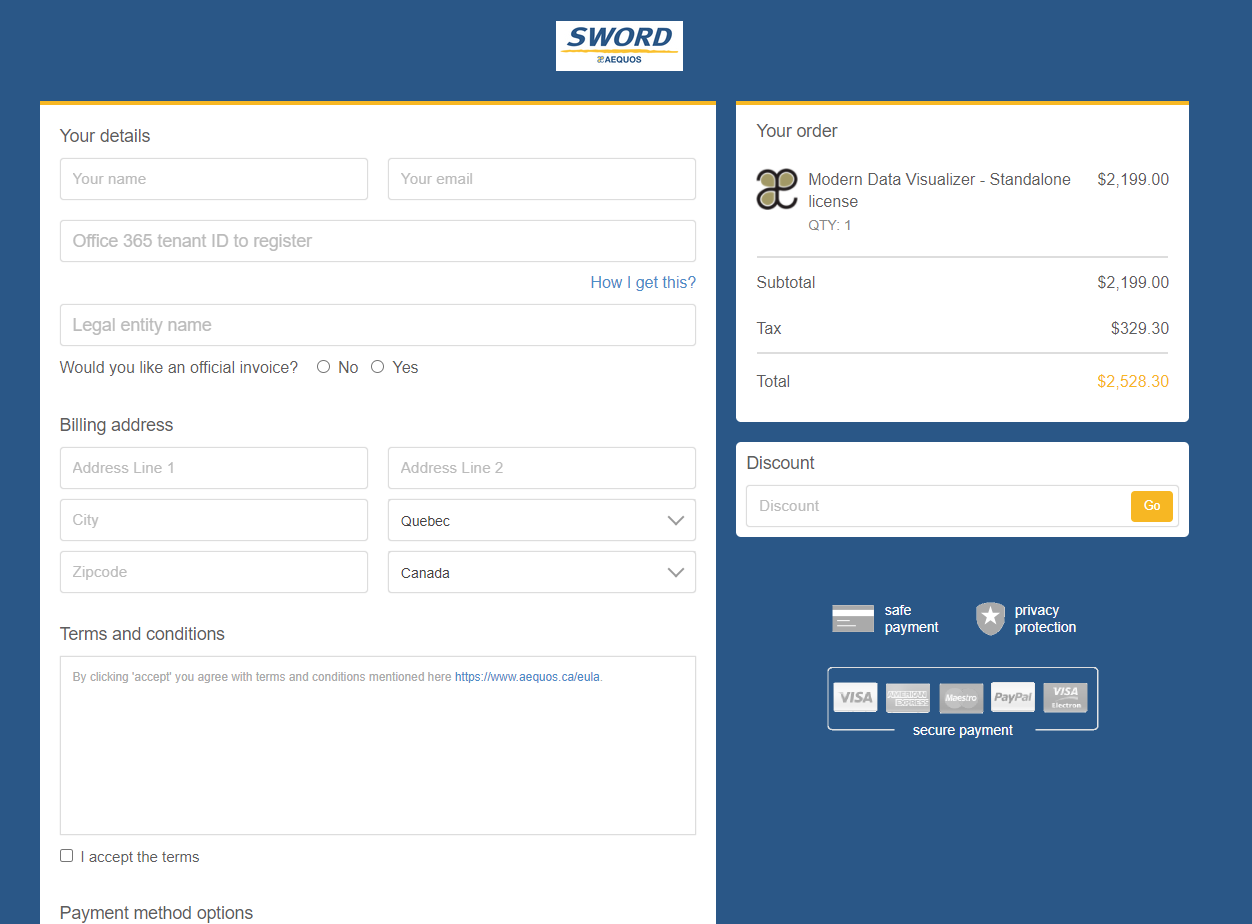 SWORD
æAEQUOS
Your details
Your name
Your email
Office 365 tenant ID to register
How I get this?
Legal entity name
Would you like an official invoice? No Yes
Billing address
Address Line 1
Address Line 2
City
Quebec
Zipcode
Canada
Terms and conditions
By clicking 'accept' you agree with terms and conditions mentioned here https://www.aequos.ca/eula.
I accept the terms
Payment method options
Your order
Modern Data Visualizer - Standalone $2,199.00
license
QTY: 1
Subtotal $2,199.00
Tax $329.30
Total $2,528.30
Discount
Discount Go
safe
payment
privacy
protection
VISA
AMERICAN
EXPRESS
Maestro
PayPal
VISA
Electron
secure payment